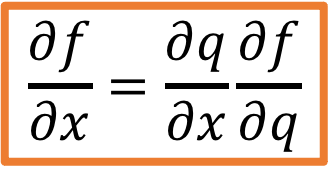 ∂f/∂x = ∂q/∂x ∂f/∂q